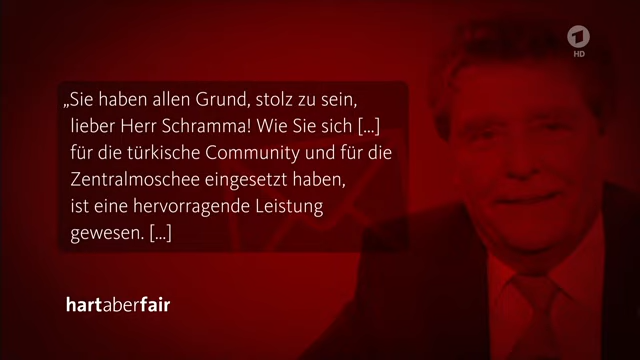 1
HD
„Sie haben allen Grund, stolz zu sein,
lieber Herr Schramma! Wie Sie sich [...]
für die türkische Community und für die
Zentralmoschee eingesetzt haben,
ist eine hervorragende Leistung
gewesen. [...]
hartaberfair